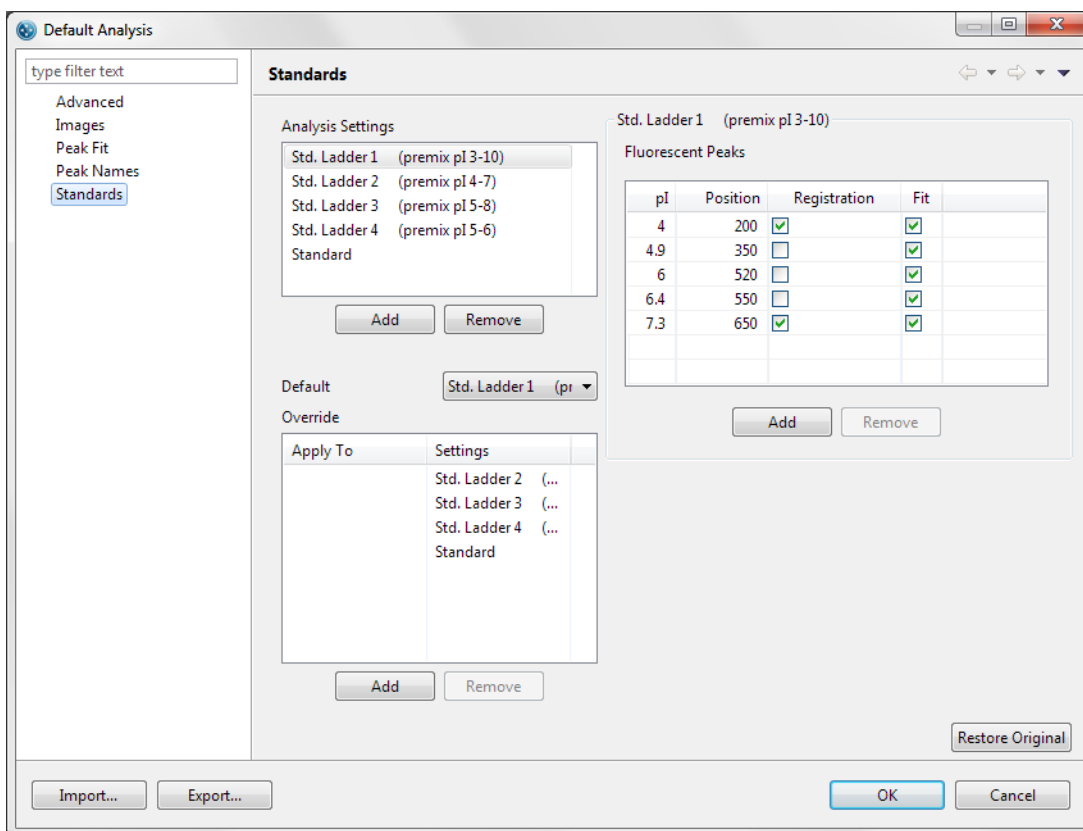 Default Analysis
type filter text
Advanced
Images
Peak Fit
Peak Names
Standards
Standards
Analysis Settings
Std. Ladder 1 (premix pI 3-10)
Std. Ladder 2 (premix pI 4-7)
Std. Ladder 3 (premix pI 5-8)
Std. Ladder 4 (premix pI 5-6)
Standard
Add Remove
Default Std. Ladder 1 (pr
Override
Apply To Settings
Std. Ladder 2 (...
Std. Ladder 3 (...
Std. Ladder 4 (...
Standard
Add Remove
Std. Ladder 1 (premix pI 3-10)
Fluorescent Peaks
pI Position Registration Fit
4 200
4.9 350
6 520
6.4 550
7.3 650
Add Remove
Restore Original
Import... Export... OK Cancel